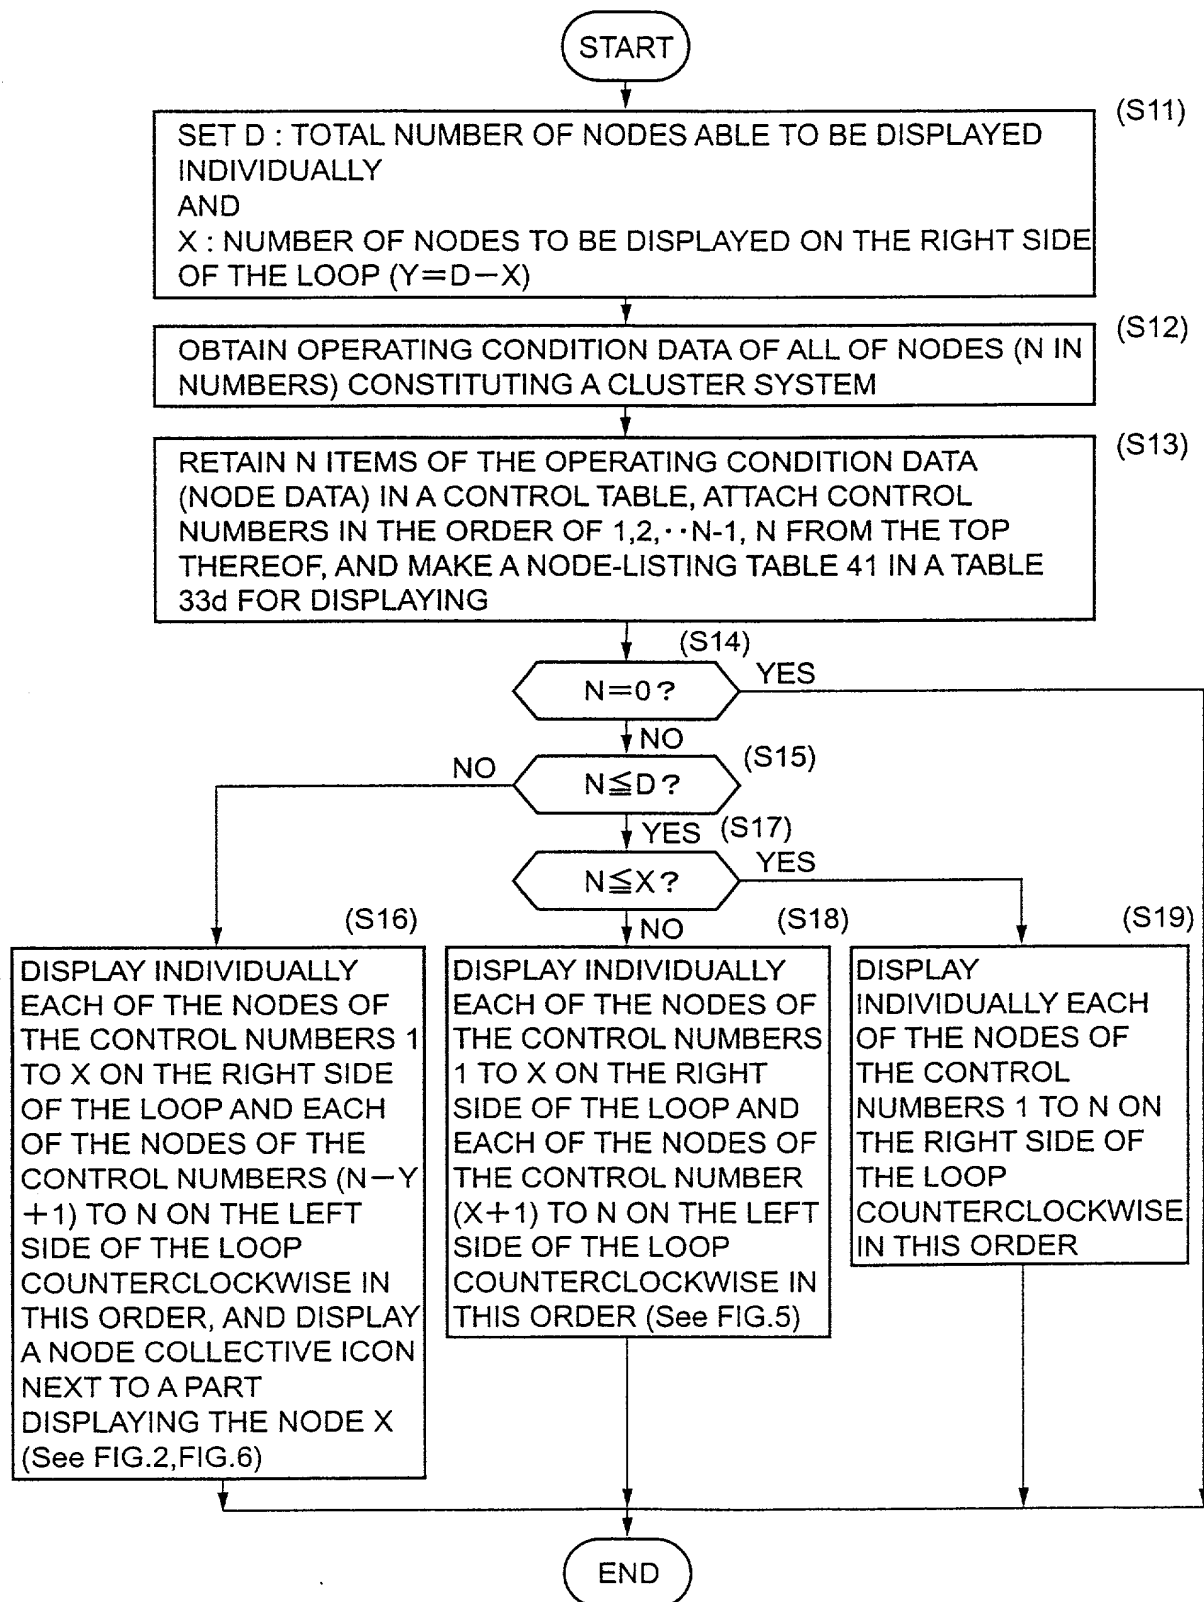 START
(S11)
SET D : TOTAL NUMBER OF NODES ABLE TO BE DISPLAYED
INDIVIDUALLY
AND
X : NUMBER OF NODES TO BE DISPLAYED ON THE RIGHT SIDE
OF THE LOOP (Y=D−X)
(S12)
OBTAIN OPERATING CONDITION DATA OF ALL OF NODES (N IN
NUMBERS) CONSTITUTING A CLUSTER SYSTEM
(S13)
RETAIN N ITEMS OF THE OPERATING CONDITION DATA
(NODE DATA) IN A CONTROL TABLE, ATTACH CONTROL
NUMBERS IN THE ORDER OF 1,2,··N-1, N FROM THE TOP
THEREOF, AND MAKE A NODE-LISTING TABLE 41 IN A TABLE
33d FOR DISPLAYING
(S14)
N=0?
YES
NO
(S15)
N≦D?
NO
YES
(S17)
N≦X?
YES
NO
(S16)
DISPLAY INDIVIDUALLY
EACH OF THE NODES OF
THE CONTROL NUMBERS 1
TO X ON THE RIGHT SIDE
OF THE LOOP AND EACH
OF THE NODES OF THE
CONTROL NUMBERS (N−Y
+1) TO N ON THE LEFT
SIDE OF THE LOOP
COUNTERCLOCKWISE IN
THIS ORDER, AND DISPLAY
A NODE COLLECTIVE ICON
NEXT TO A PART
DISPLAYING THE NODE X
(See FIG.2,FIG.6)
(S18)
DISPLAY INDIVIDUALLY
EACH OF THE NODES OF
THE CONTROL NUMBERS
1 TO X ON THE RIGHT
SIDE OF THE LOOP AND
EACH OF THE NODES OF
THE CONTROL NUMBER
(X+1) TO N ON THE LEFT
SIDE OF THE LOOP
COUNTERCLOCKWISE IN
THIS ORDER (See FIG.5)
(S19)
DISPLAY
INDIVIDUALLY EACH
OF THE NODES OF
THE CONTROL
NUMBERS 1 TO N ON
THE RIGHT SIDE OF
THE LOOP
COUNTERCLOCKWISE
IN THIS ORDER
END